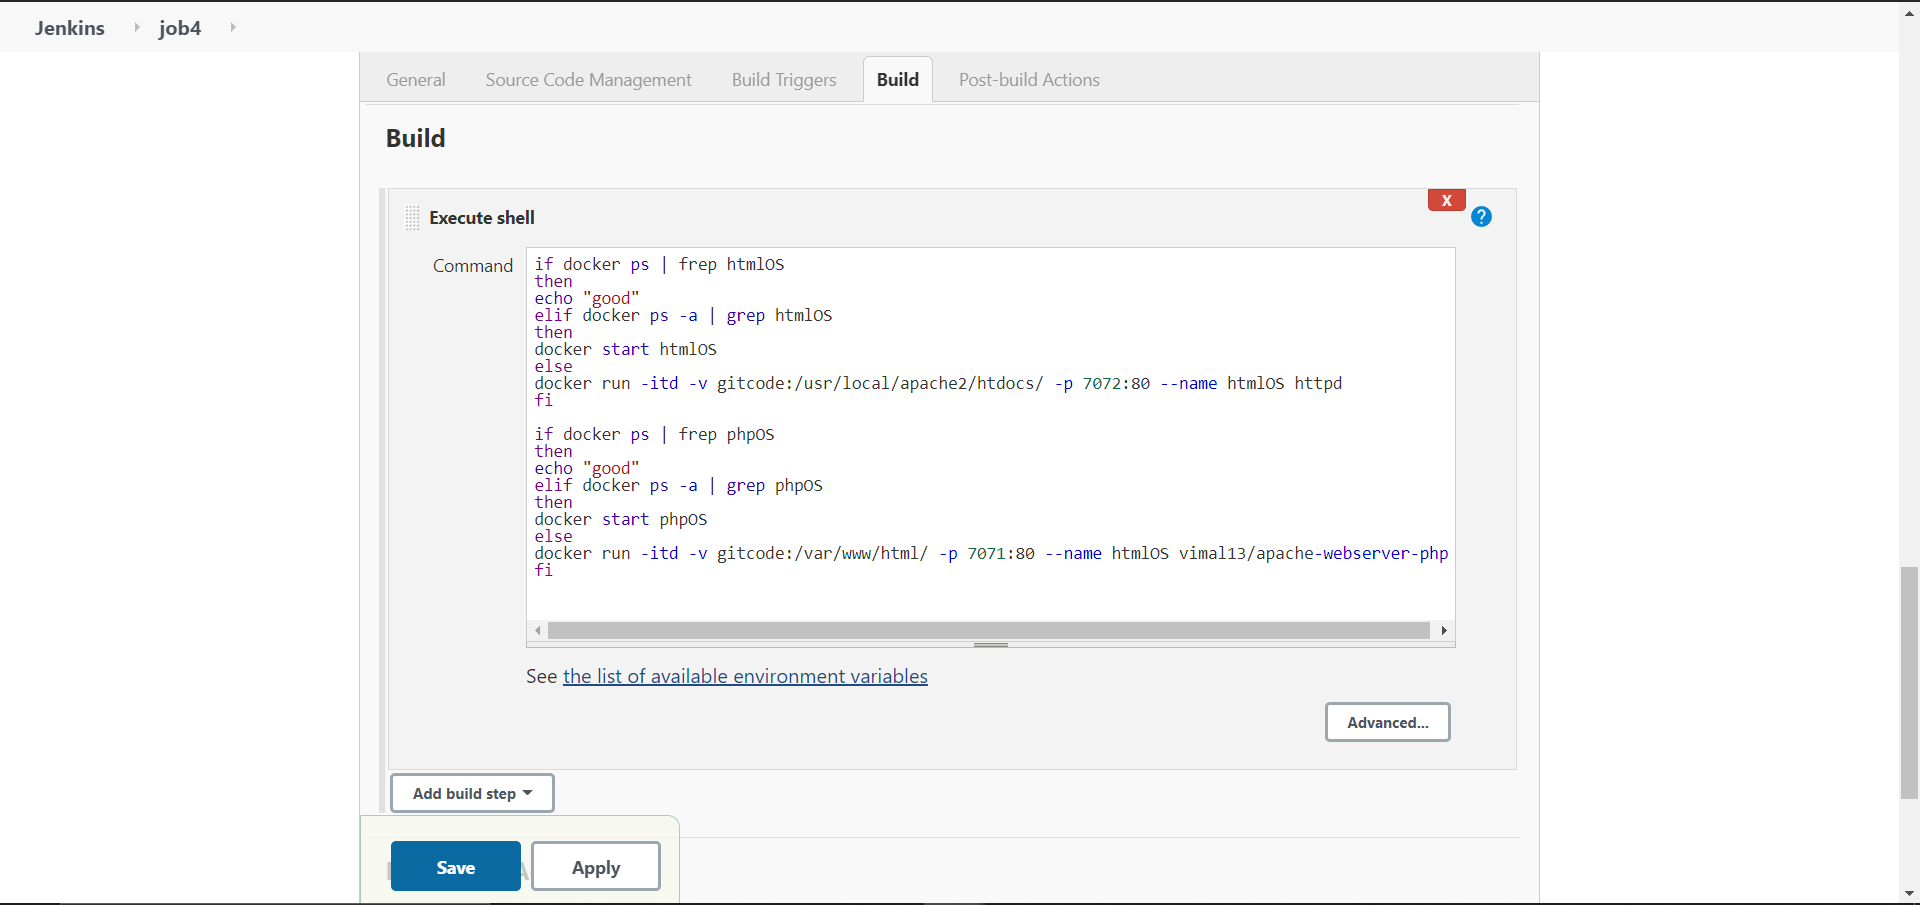 Jenkins job4
General Source Code Management Build Triggers Build Post-build Actions
Build
X
Execute shell
?
Command
if docker ps | frep htmlOS
then
echo "good"
elif docker ps -a | grep htmlOS
then
docker start htmlOS
else
docker run -itd -v gitcode:/usr/local/apache2/htdocs/ -p 7072:80 --name htmlOS httpd
fi
if docker ps | frep phpOS
then
echo "good"
elif docker ps -a | grep phpOS
then
docker start phpOS
else
docker run -itd -v gitcode:/var/www/html/ -p 7071:80 --name htmlOS vimal13/apache-webserver-php
fi
See the list of available environment variables
Advanced...
Add build step
Save Apply